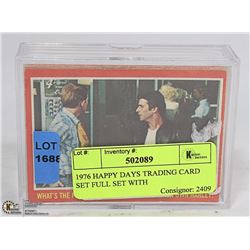 Lot #:
Inventory #:
LOT
1688
502089
1976 HAPPY DAYS TRADING CARD
SET FULL SET WITH
Consignor: 2409
WHAT'S THE